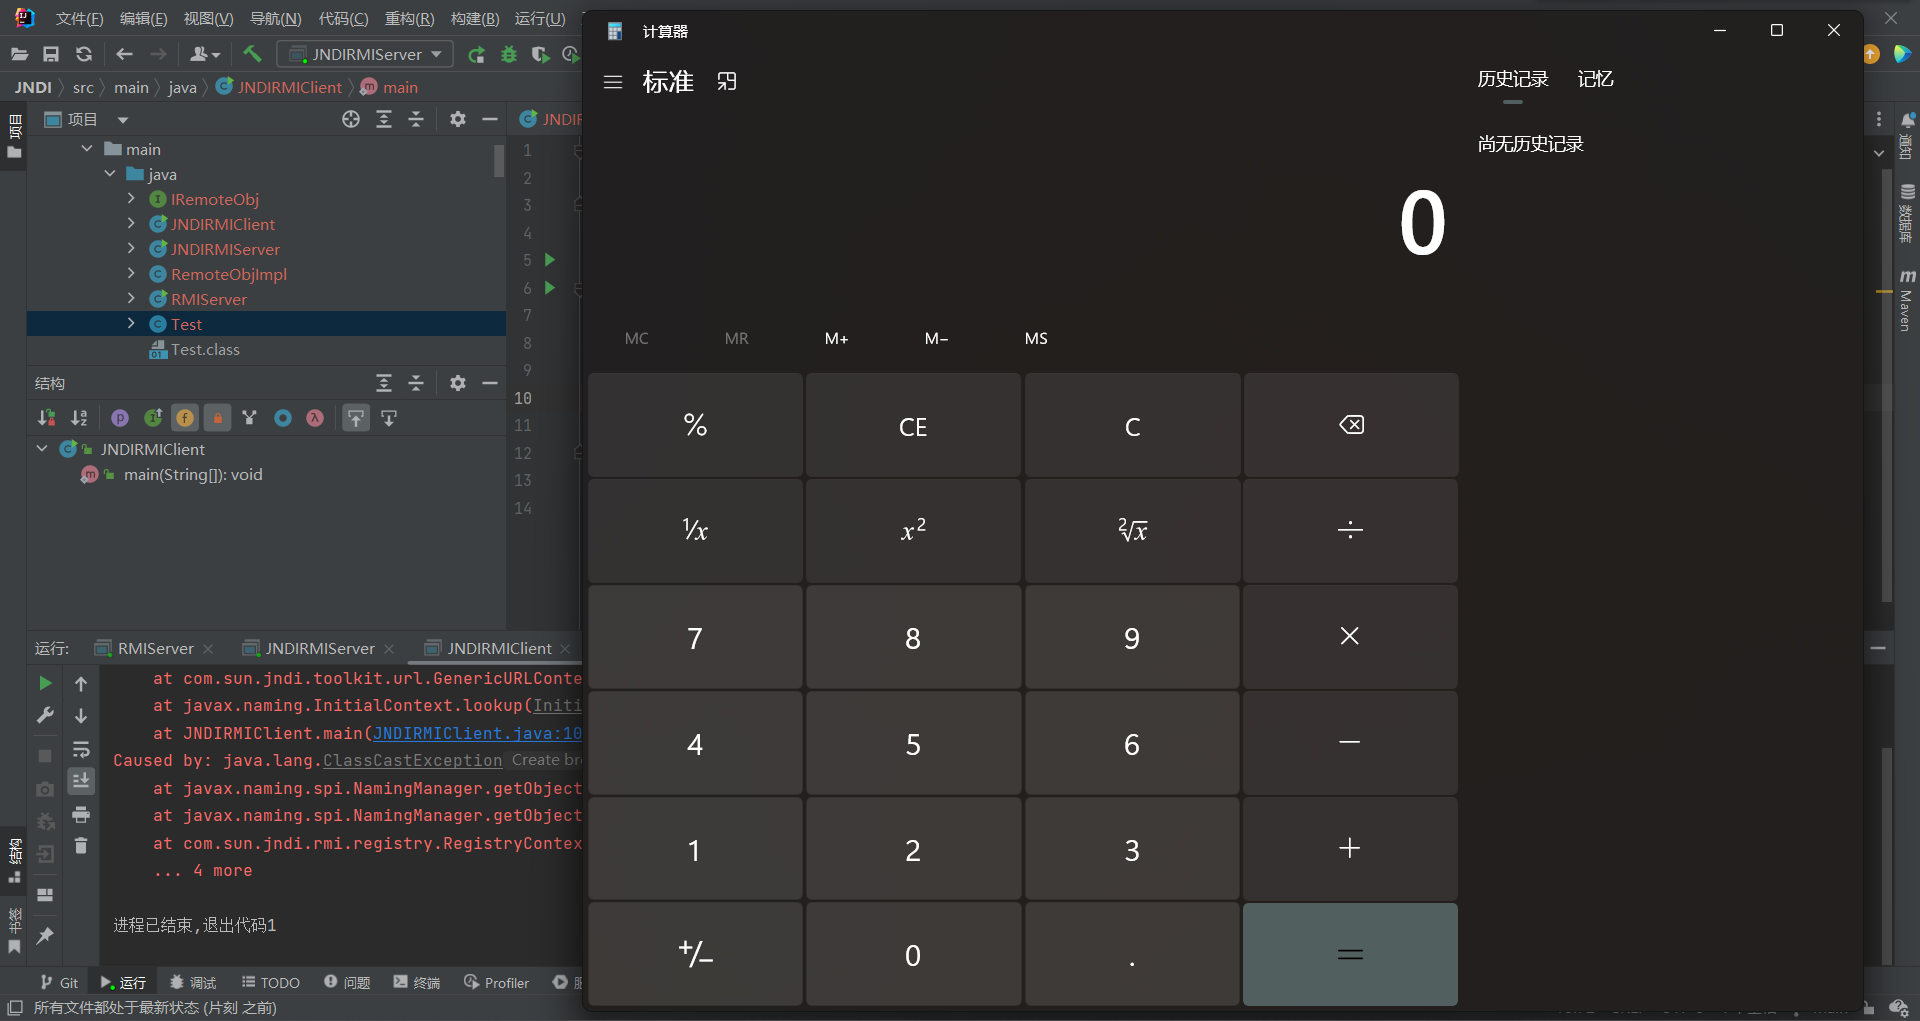 文件(F) 编辑(E) 视图(V) 导航(N) 代码(C) 重构(R) 构建(B) 运行(U)
JNDIRMIServer
JNDI src main java JNDIRMIClient main
项目
项目
main
java
IRemoteObj
JNDIRMIClient
JNDIRMIServer
RemoteObjImpl
RMIServer
Test
Test.class
结构
JNDIRMIClient
main(String[]): void
JNDIR
1
2
3
4
5
6
7
8
9
10
11
12
13
14
计算器
标准
历史记录 记忆
尚无历史记录
0
MC MR M+ M− MS
% CE C
⅟x x² ²√x ÷
7 8 9 ×
4 5 6 −
1 2 3 +
+/− 0 . =
通知
数据库
m Maven
运行: RMIServer JNDIRMIServer JNDIRMIClient
at com.sun.jndi.toolkit.url.GenericURLConte
at javax.naming.InitialContext.lookup(Initi
at JNDIRMIClient.main(JNDIRMIClient.java:10
Caused by: java.lang.ClassCastException Create br
at javax.naming.spi.NamingManager.getObject
at javax.naming.spi.NamingManager.getObject
at com.sun.jndi.rmi.registry.RegistryContex
... 4 more
进程已结束,退出代码1
结构
书签
Git 运行 调试 TODO 问题 终端 Profiler
所有文件都处于最新状态 (片刻 之前)